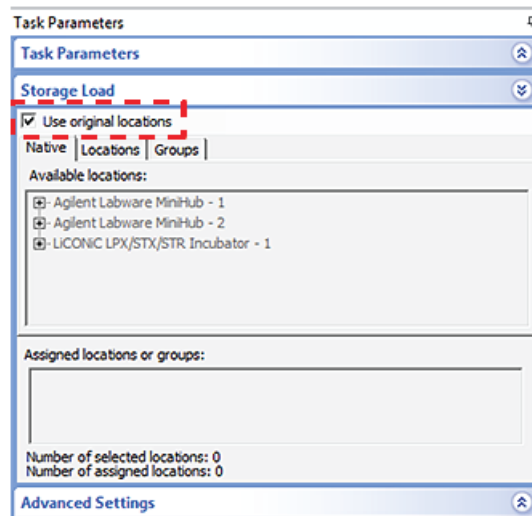 Task Parameters
Task Parameters
Storage Load
Use original locations
Native Locations Groups
Available locations:
Agilent Labware MiniHub - 1
Agilent Labware MiniHub - 2
LiCONiC LPX/STX/STR Incubator - 1
Assigned locations or groups:
Number of selected locations: 0
Number of assigned locations: 0
Advanced Settings